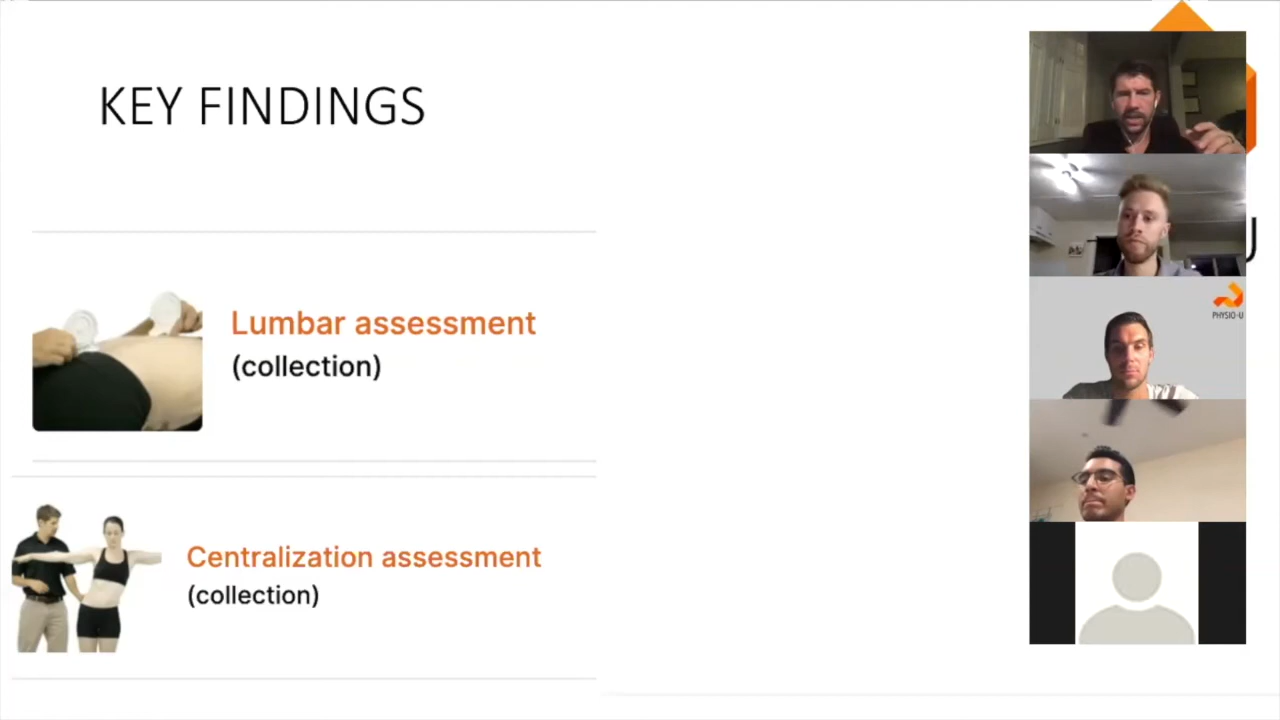 KEY FINDINGS
Lumbar assessment
(collection)
Centralization assessment
(collection)
PHYSIO-U
U